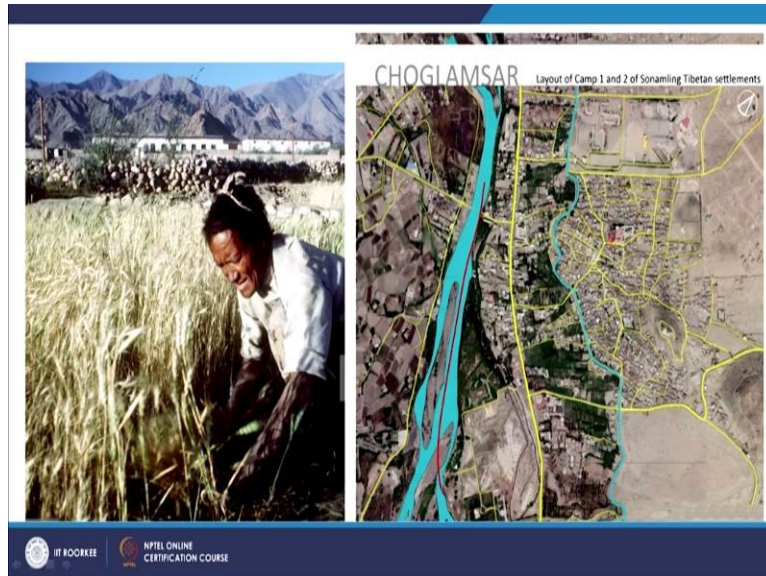 CHOGLAMSAR
Layout of Camp 1 and 2 of Sonamling Tibetan settlements
IIT ROORKEE
NPTEL ONLINE
CERTIFICATION COURSE